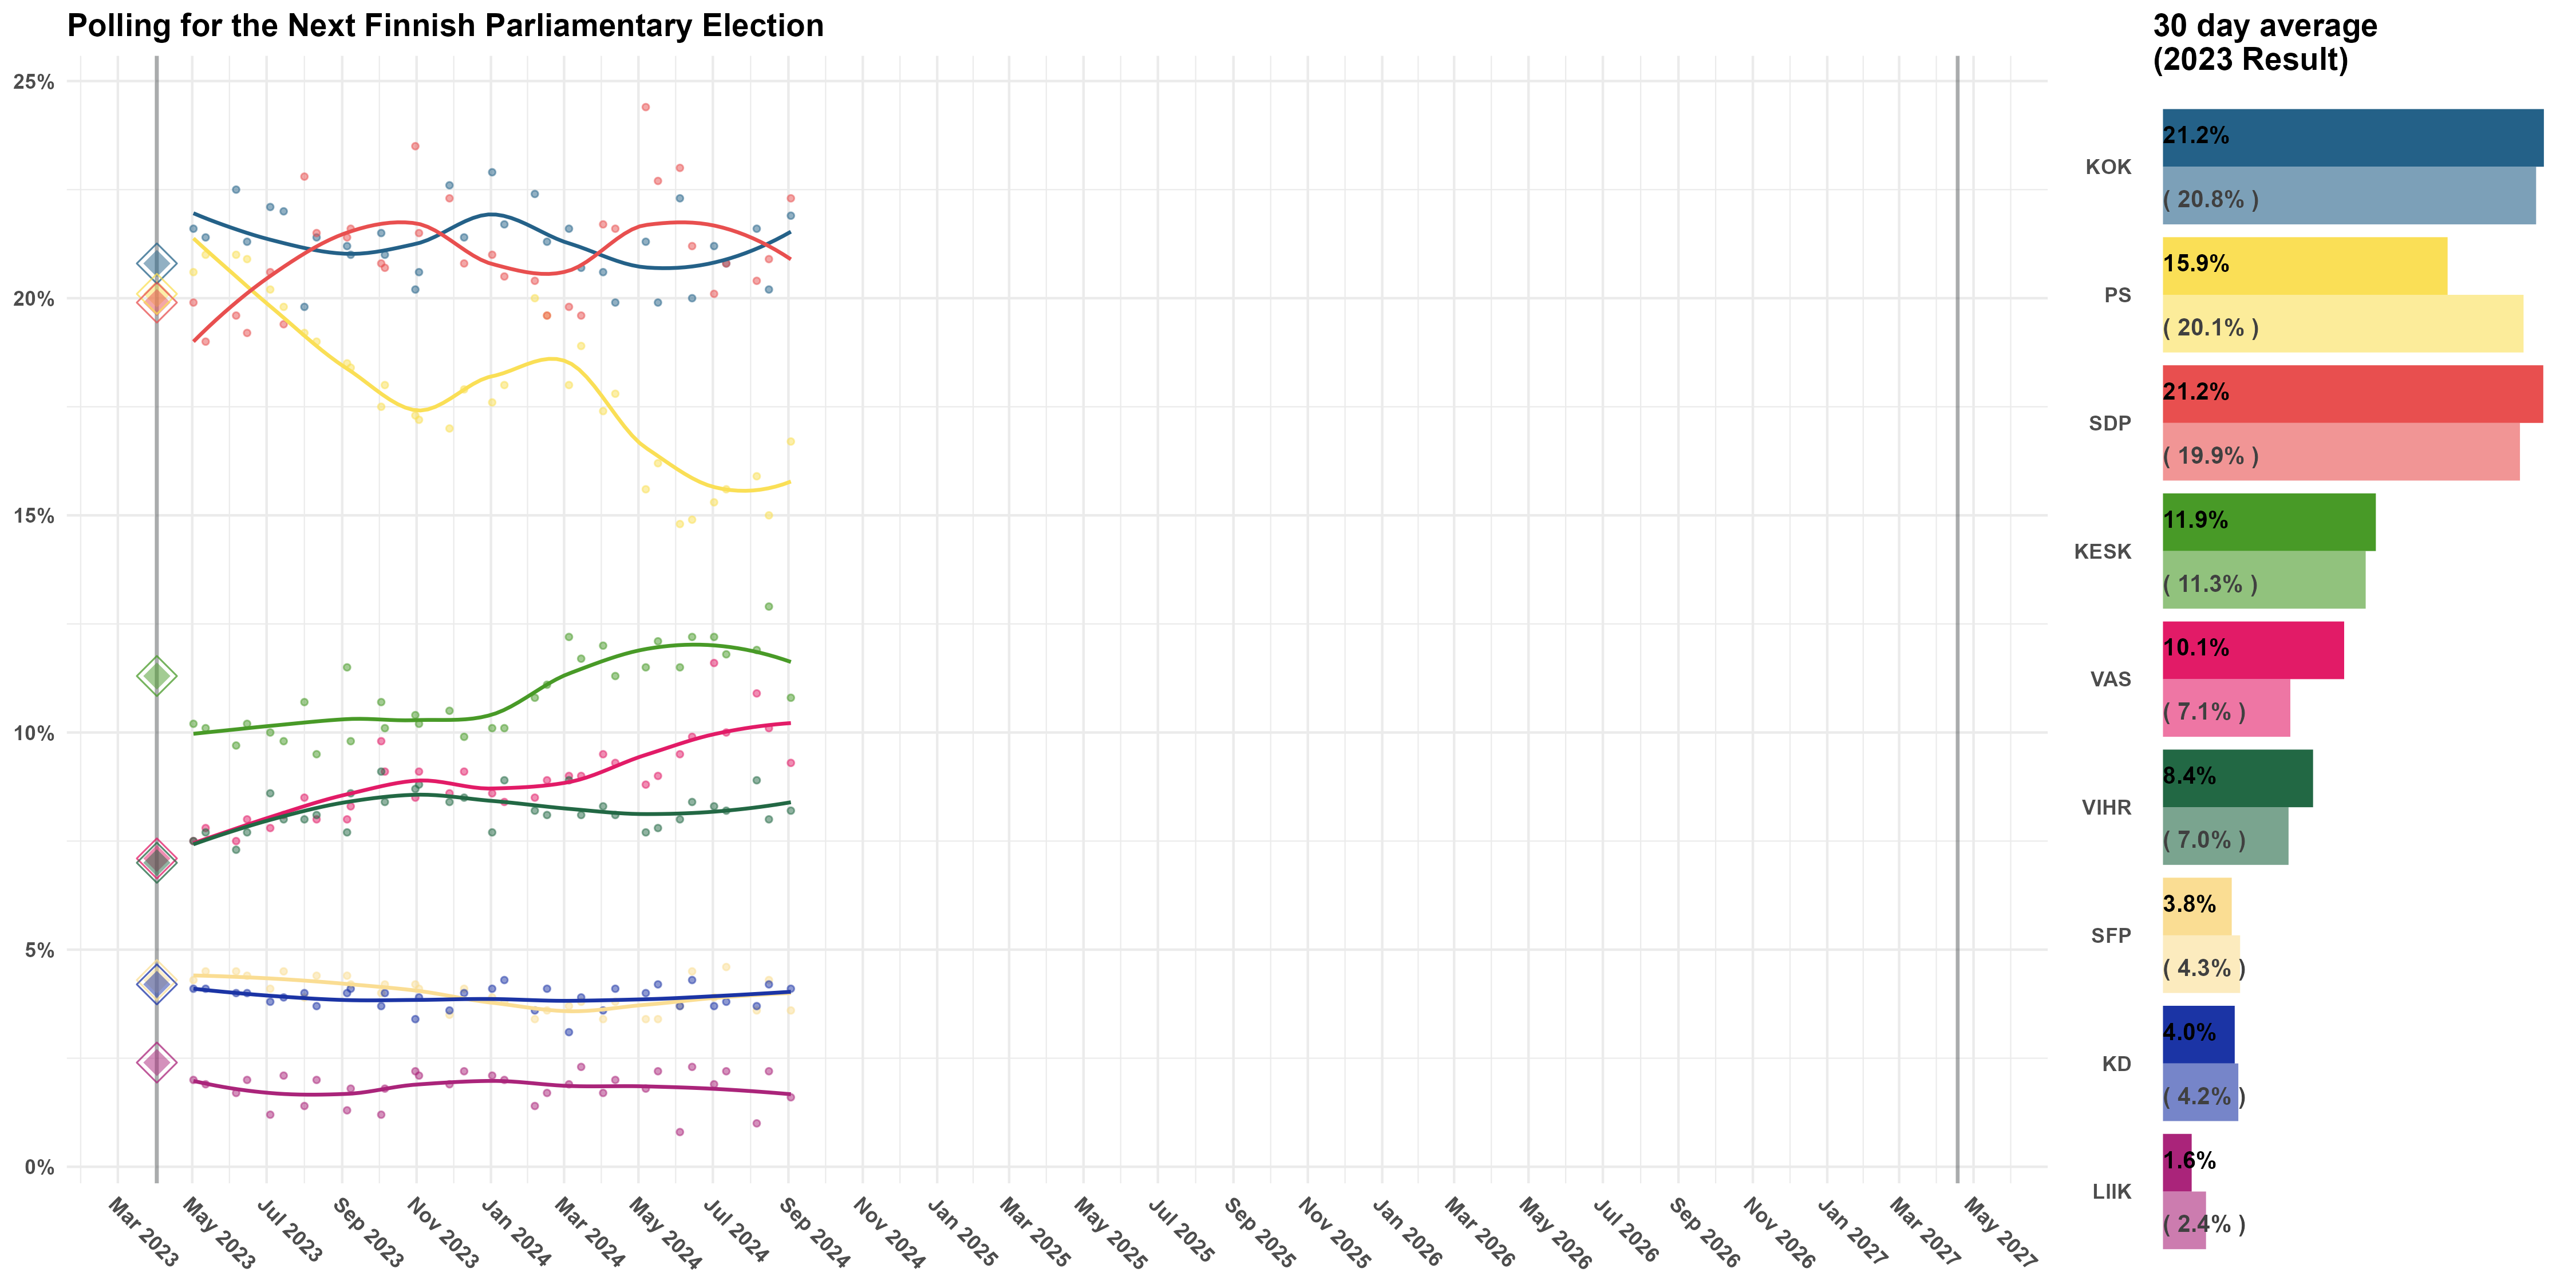 Polling for the Next Finnish Parliamentary Election
25%
20%
15%
10%
5%
0%
Mar 2023
May 2023
Jul 2023
Sep 2023
Nov 2023
Jan 2024
Mar 2024
May 2024
Jul 2024
Sep 2024
Nov 2024
Jan 2025
Mar 2025
May 2025
Jul 2025
Sep 2025
Nov 2025
Jan 2026
Mar 2026
May 2026
Jul 2026
Sep 2026
Nov 2026
Jan 2027
Mar 2027
May 2027
30 day average
(2023 Result)
KOK
21.2%
( 20.8% )
PS
15.9%
( 20.1% )
SDP
21.2%
( 19.9% )
KESK
11.9%
( 11.3% )
VAS
10.1%
( 7.1% )
VIHR
8.4%
( 7.0% )
SFP
3.8%
( 4.3% )
KD
4.0%
( 4.2% )
LIIK
1.6%
( 2.4% )